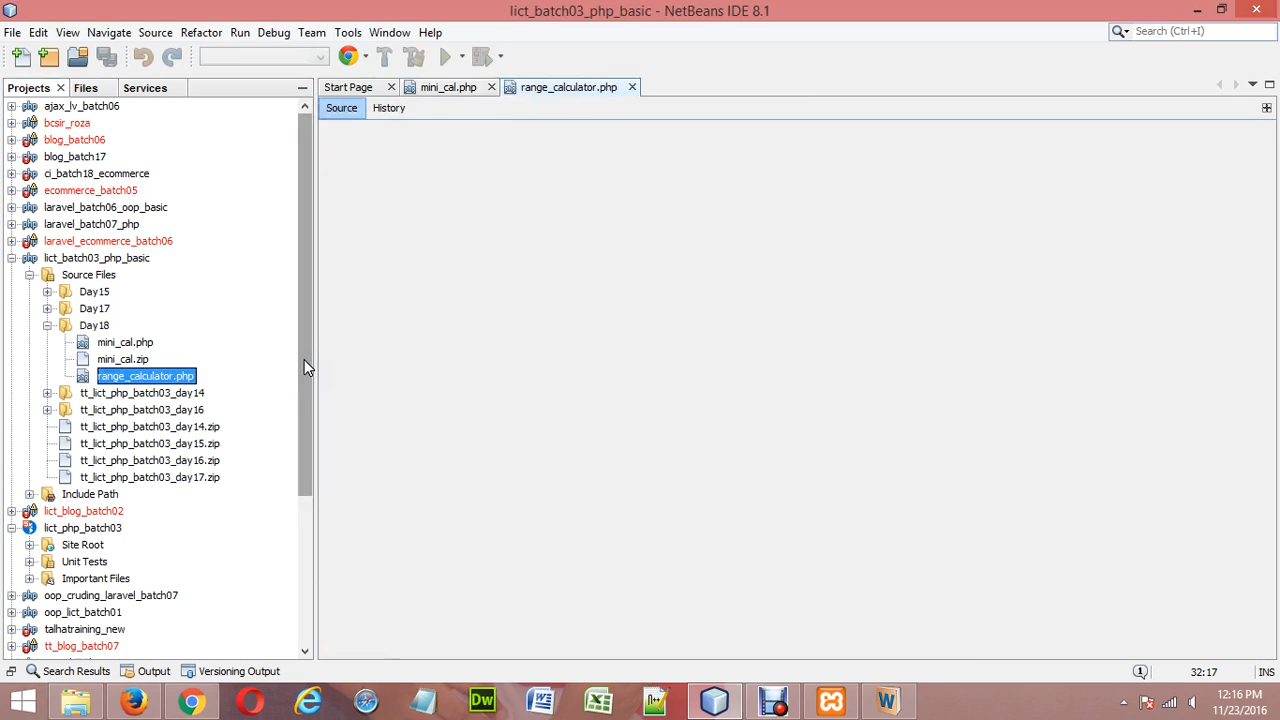 lict_batch03_php_basic - NetBeans IDE 8.1
File Edit View Navigate Source Refactor Run Debug Team Tools Window Help
Search (Ctrl+I)
Projects Files Services
Start Page mini_cal.php range_calculator.php
Source History
ajax_lv_batch06
bcsir_roza
blog_batch06
blog_batch17
ci_batch18_ecommerce
ecommerce_batch05
laravel_batch06_oop_basic
laravel_batch07_php
laravel_ecommerce_batch06
lict_batch03_php_basic
Source Files
Day15
Day17
Day18
mini_cal.php
mini_cal.zip
range_calculator.php
tt_lict_php_batch03_day14
tt_lict_php_batch03_day16
tt_lict_php_batch03_day14.zip
tt_lict_php_batch03_day15.zip
tt_lict_php_batch03_day16.zip
tt_lict_php_batch03_day17.zip
Include Path
lict_blog_batch02
lict_php_batch03
Site Root
Unit Tests
Important Files
oop_cruding_laravel_batch07
oop_lict_batch01
talhatraining_new
tt_blog_batch07
Search Results Output Versioning Output
1 32:17 INS
12:16 PM
11/23/2016